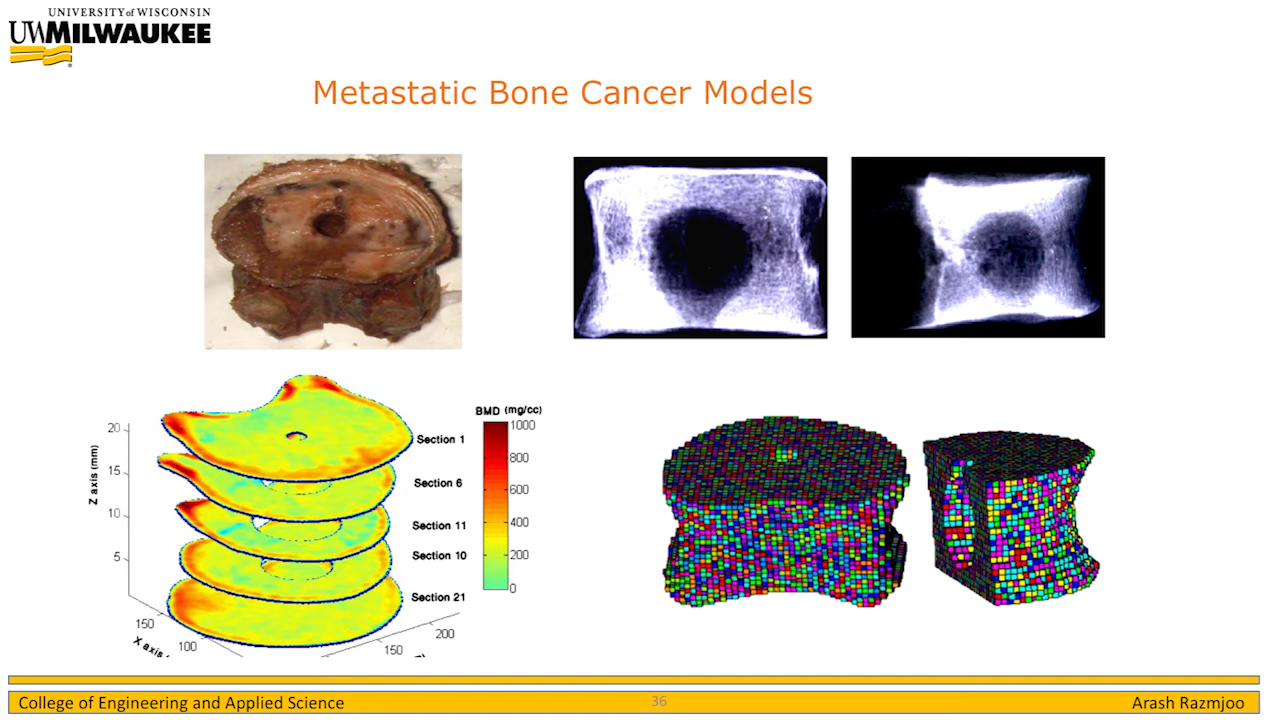 UNIVERSITY of WISCONSIN
UWMILWAUKEE
Metastatic Bone Cancer Models
BMD (mg/cc)
1000
800
600
400
200
0
Z axis (mm)
20
15
10
5
Section 1
Section 6
Section 11
Section 10
Section 21
150
100
X axis
200
150
College of Engineering and Applied Science
36
Arash Razmjoo